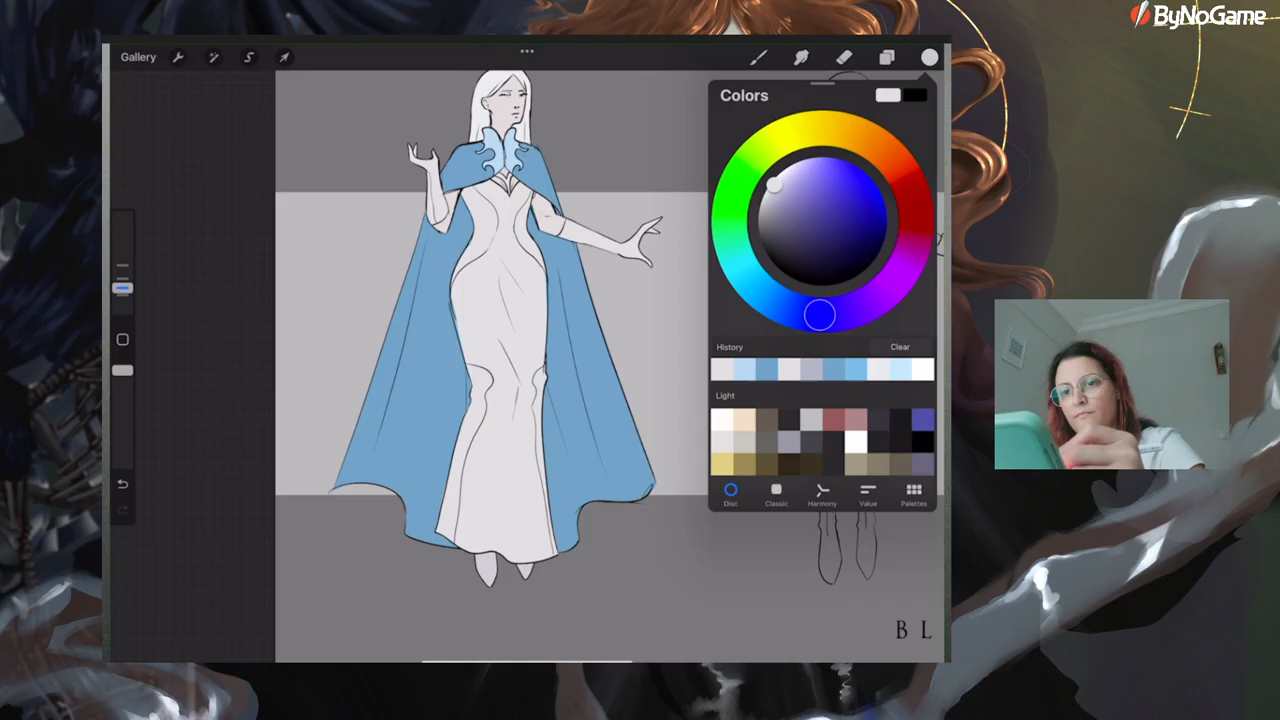 ByNoGame
Gallery
Colors
History
Clear
Light
Disc
Classic
Harmony
Value
Palettes
B L